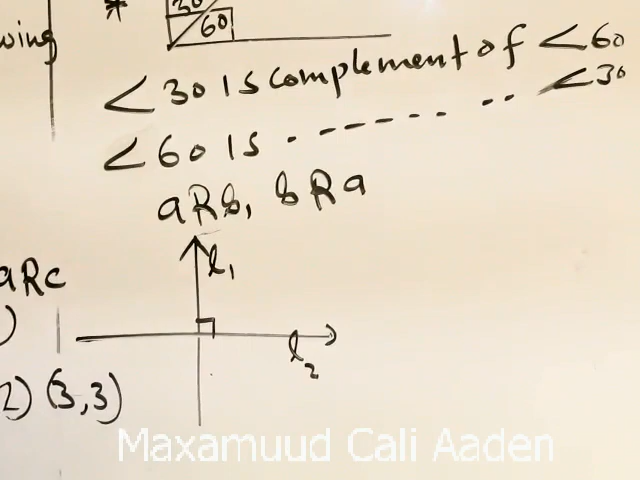 wing
*
30
60
<30 is complement of <60
<60 is . - - - - - . . <30
aRb, bRa
aRc
l1
)
l2
2) (3,3)
Maxamuud Cali Aaden